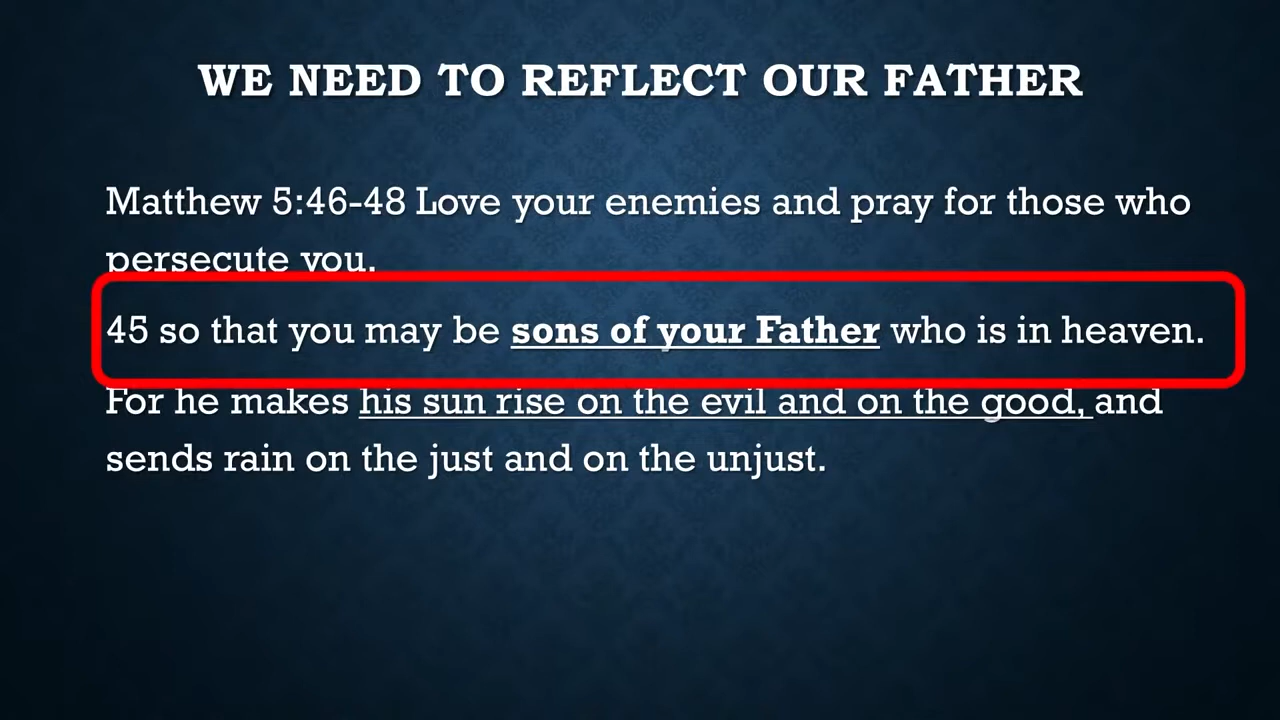 WE NEED TO REFLECT OUR FATHER
Matthew 5:46-48 Love your enemies and pray for those who
persecute you.
45 so that you may be sons of your Father who is in heaven.
For he makes his sun rise on the evil and on the good, and
sends rain on the just and on the unjust.